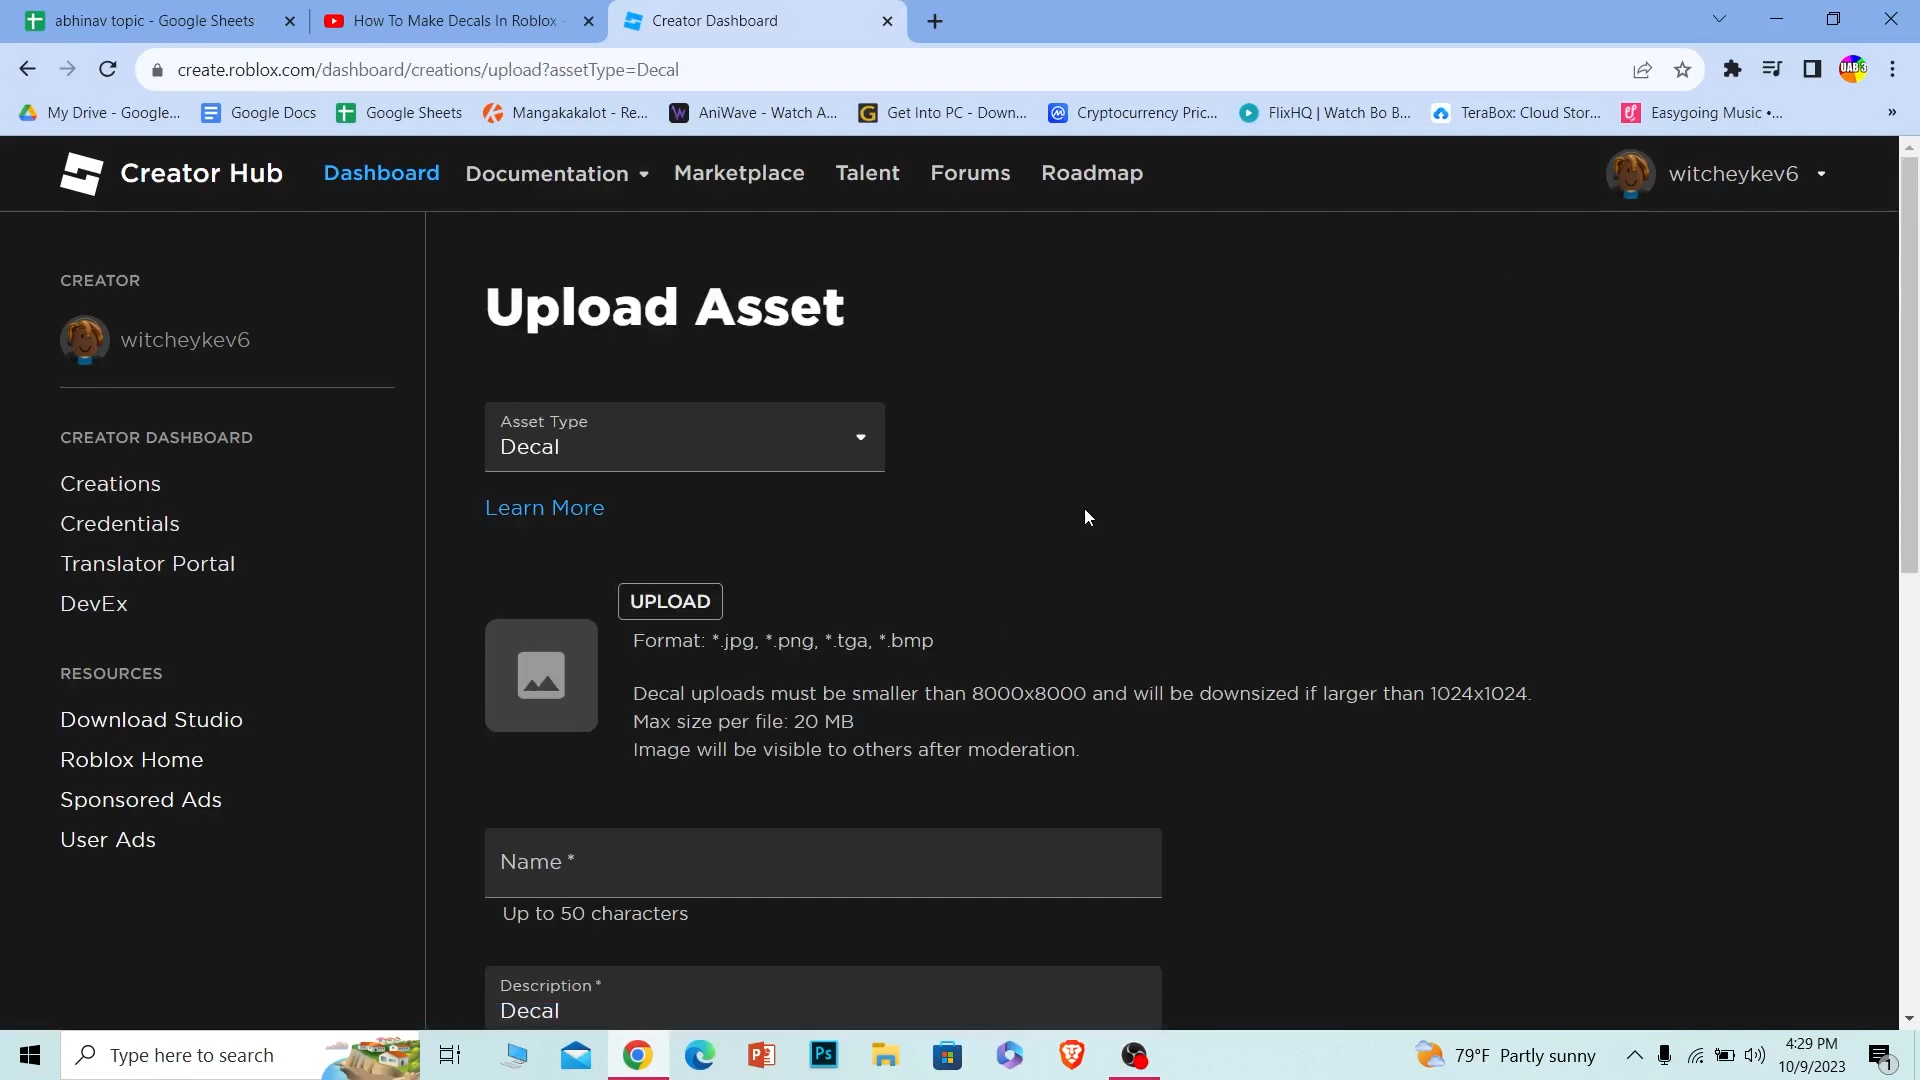 abhinav topic - Google Sheets
How To Make Decals In Roblox -
Creator Dashboard
create.roblox.com/dashboard/creations/upload?assetType=Decal
UAB 3
My Drive - Google...
Google Docs
Google Sheets
Mangakakalot - Re...
AniWave - Watch A...
Get Into PC - Down...
Cryptocurrency Pric...
FlixHQ | Watch Bo B...
TeraBox: Cloud Stor...
Easygoing Music •...
»
Creator Hub
Dashboard
Documentation
Marketplace
Talent
Forums
Roadmap
witcheykev6
CREATOR
witcheykev6
CREATOR DASHBOARD
Creations
Credentials
Translator Portal
DevEx
RESOURCES
Download Studio
Roblox Home
Sponsored Ads
User Ads
Upload Asset
Asset Type
Decal
Learn More
UPLOAD
Format: *.jpg, *.png, *.tga, *.bmp
Decal uploads must be smaller than 8000x8000 and will be downsized if larger than 1024x1024.
Max size per file: 20 MB
Image will be visible to others after moderation.
Name *
Up to 50 characters
Description *
Decal
Type here to search
Ps
79°F Partly sunny
4:29 PM
10/9/2023
1